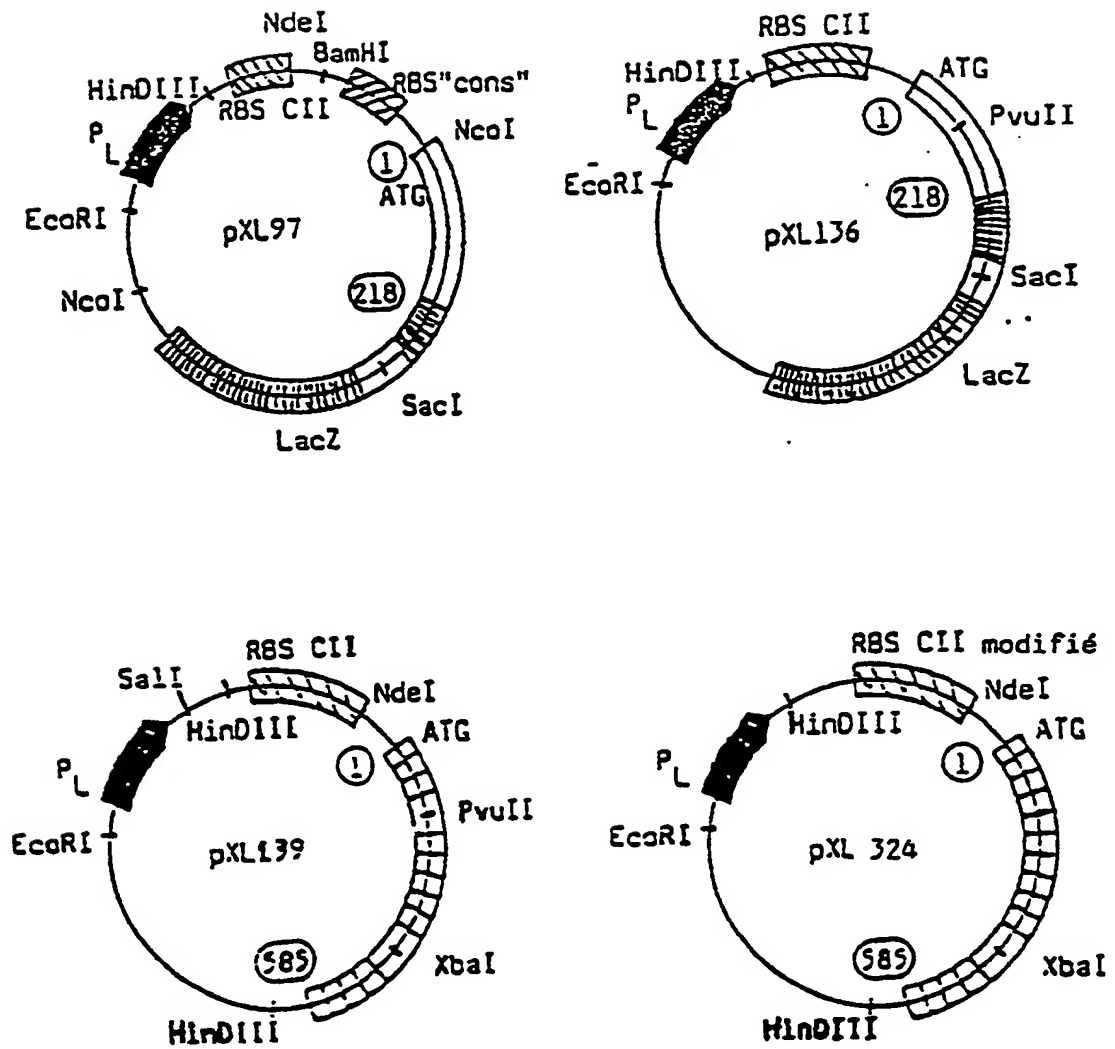 NdeI
BamHI
HinDIII
RBS CII
RBS"cons"
NcoI
PL
1
ATG
EcoRI
pXL97
NcoI
218
SacI
LacZ
RBS CII
HinDIII
ATG
PL
1
PvuII
EcoRI
218
pXL136
SacI
LacZ
RBS CII
SalI
NdeI
HinDIII
ATG
PL
1
PvuII
EcoRI
pXL139
585
XbaI
HinDIII
RBS CII modifié
NdeI
HinDIII
ATG
PL
1
EcoRI
pXL 324
585
XbaI
HinDIII